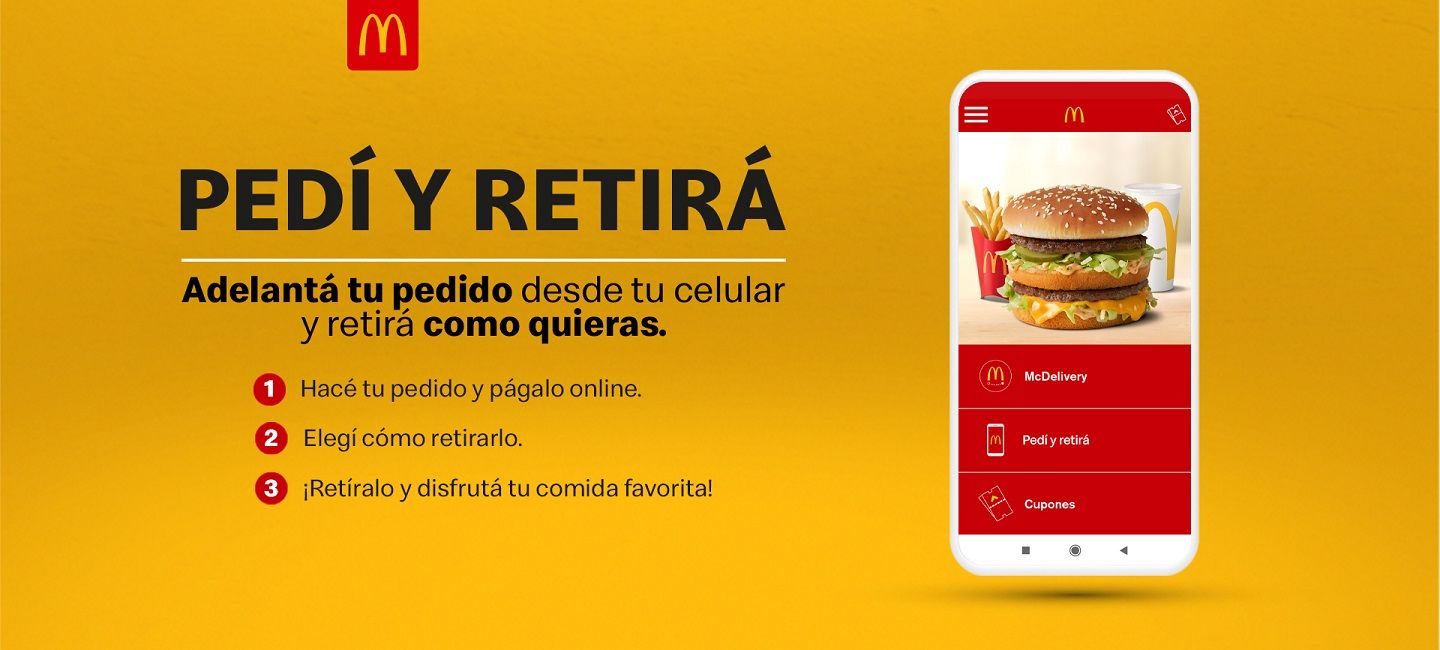 PEDÍ Y RETIRÁ
Adelantá tu pedido desde tu celular
y retirá como quieras.
1 Hacé tu pedido y págalo online.
2 Elegí cómo retirarlo.
3 ¡Retíralo y disfrutá tu comida favorita!
McDelivery
Pedí y retirá
Cupones